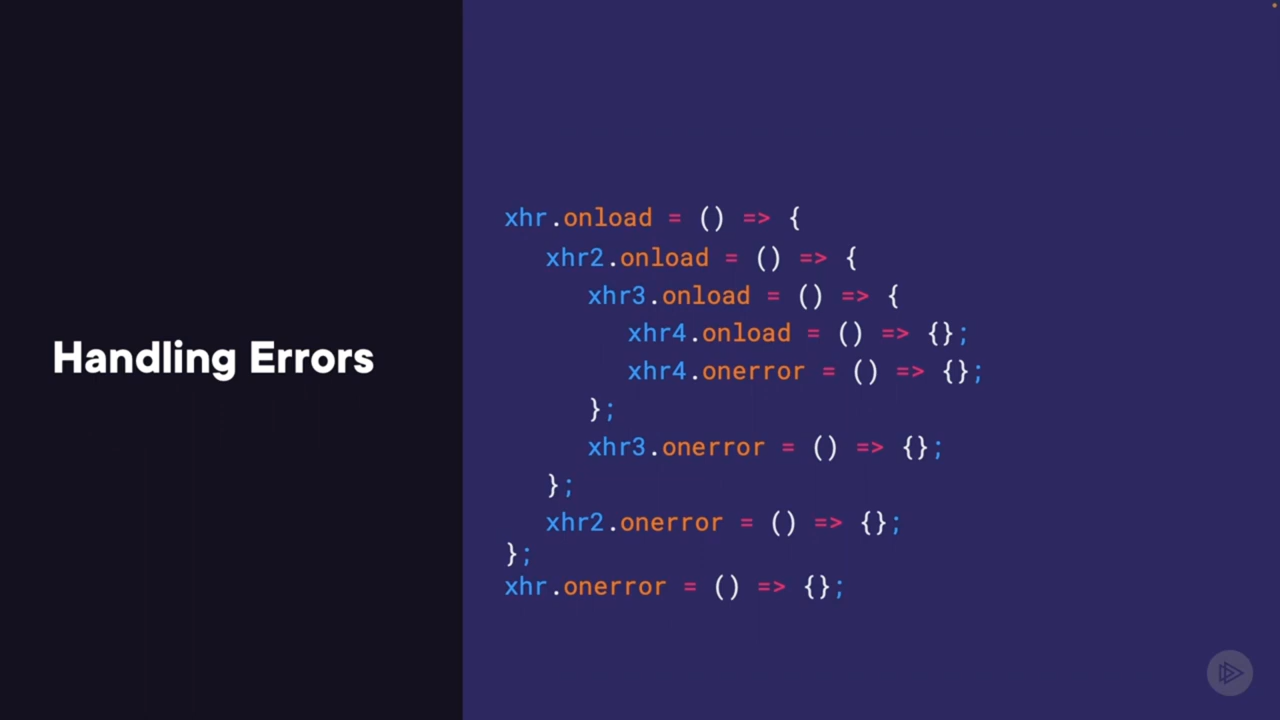 Handling Errors
xhr.onload = () => {
xhr2.onload = () => {
xhr3.onload = () => {
xhr4.onload = () => {};
xhr4.onerror = () => {};
};
xhr3.onerror = () => {};
};
xhr2.onerror = () => {};
};
xhr.onerror = () => {};